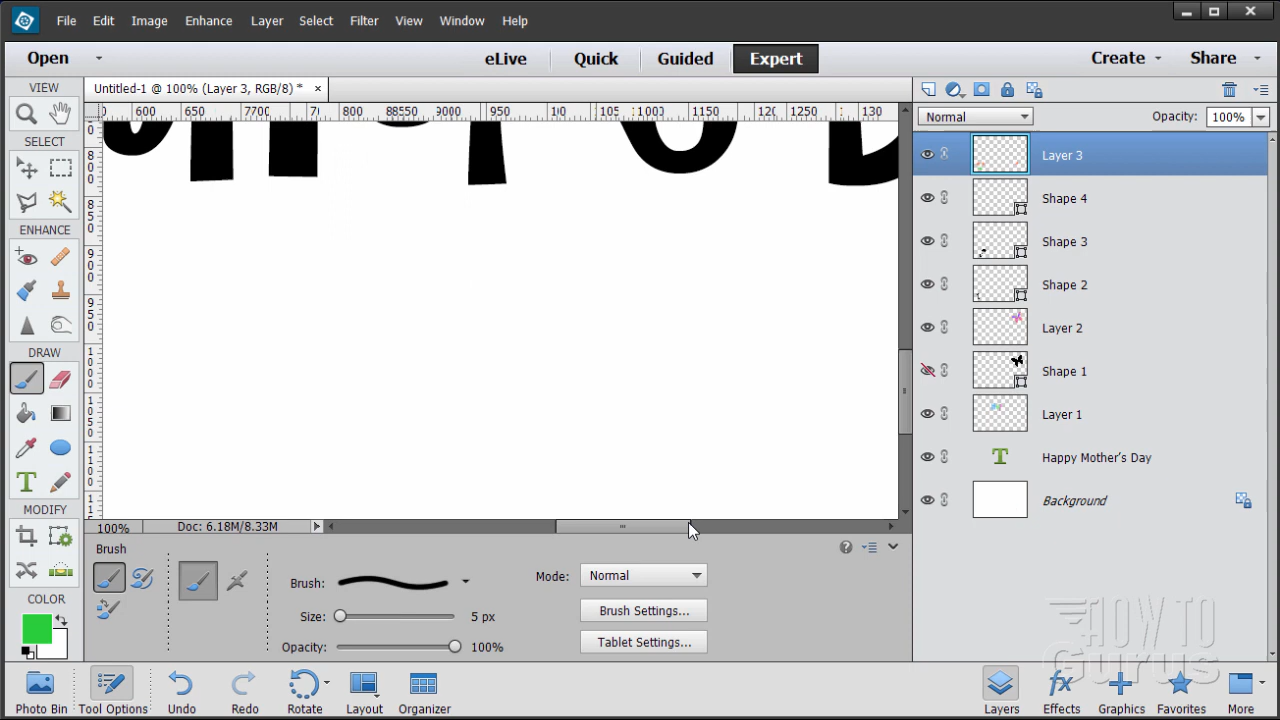 File Edit Image Enhance Layer Select Filter View Window Help
Open eLive Quick Guided Expert Create Share
VIEW Untitled-1 @ 100% (Layer 3, RGB/8) * ×
Normal Opacity: 100%
Layer 3
SELECT
Shape 4
ENHANCE
Shape 3
Shape 2
Layer 2
DRAW
Shape 1
Layer 1
Happy Mother's Day
Background
MODIFY
100% Doc: 6.18M/8.33M
Brush
Brush: Mode: Normal
COLOR
Size: 5 px Brush Settings...
Opacity: 100% Tablet Settings...
HOW TO
Gurus
Photo Bin Tool Options Undo Redo Rotate Layout Organizer Layers Effects Graphics Favorites More